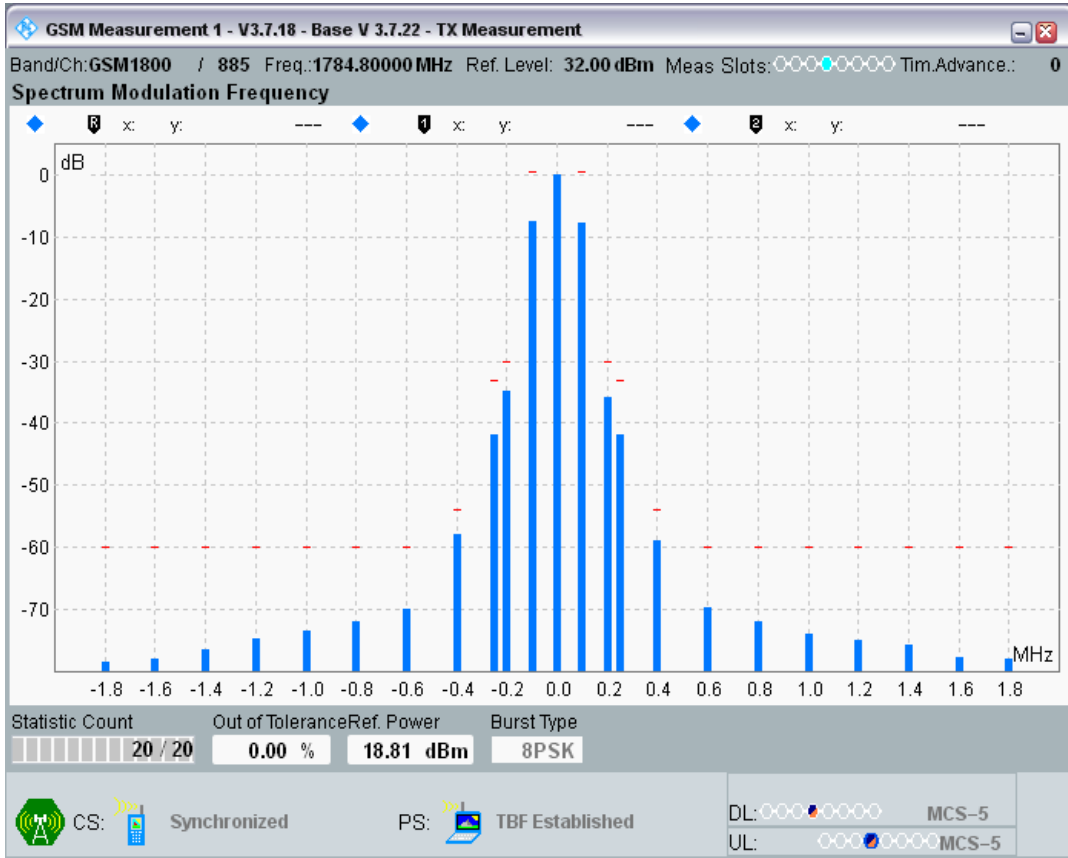 GSM Measurement 1 - V3.7.18 - Base V 3.7.22 - TX Measurement
Band/Ch:GSM1800 / 885 Freq.:1784.80000 MHz Ref. Level: 32.00 dBm Meas Slots: Tim.Advance.: 0
Spectrum Modulation Frequency
R x: y: --- 1 x: y: --- 2 x: y: ---
dB
0
-10
-20
-30
-40
-50
-60
-70
MHz
-1.8 -1.6 -1.4 -1.2 -1.0 -0.8 -0.6 -0.4 -0.2 0.0 0.2 0.4 0.6 0.8 1.0 1.2 1.4 1.6 1.8
Statistic Count Out of Tolerance Ref. Power Burst Type
20 / 20 0.00 % 18.81 dBm 8PSK
CS: Synchronized PS: TBF Established
DL: MCS-5
UL: MCS-5